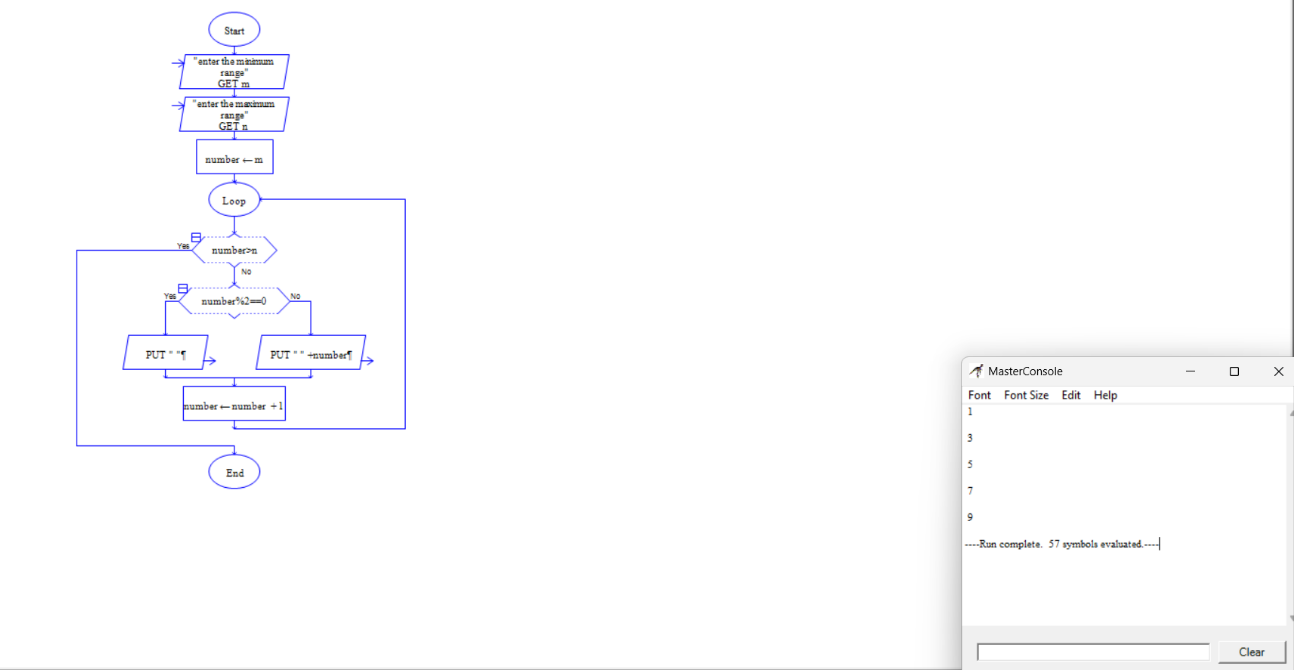 Start
"enter the minimum
range"
GET m
"enter the maximum
range"
GET n
number ← m
Loop
Yes
number>n
No
Yes
number%2==0
No
PUT " "¶
PUT " " +number¶
number ← number +1
End
MasterConsole
Font Font Size Edit Help
1
3
5
7
9
----Run complete. 57 symbols evaluated.----
Clear